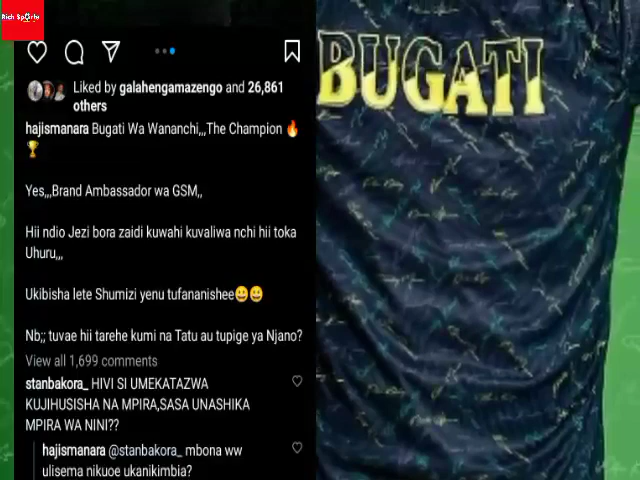 Rich Sports
BUGATI
Liked by galahengamazengo and 26,861
others
hajismanara Bugati Wa Wananchi,,,The Champion 🔥
🏆
Yes,,,Brand Ambassador wa GSM,,
Hii ndio Jezi bora zaidi kuwahi kuvaliwa nchi hii toka
Uhuru,,,
Ukibisha lete Shumizi yenu tufananishee😀😀
Nb;; tuvae hii tarehe kumi na Tatu au tupige ya Njano?
View all 1,699 comments
stanbakora_ HIVI SI UMEKATAZWA
KUJIHUSISHA NA MPIRA,SASA UNASHIKA
MPIRA WA NINI??
hajismanara @stanbakora_ mbona ww
ulisema nikuoe ukanikimbia?